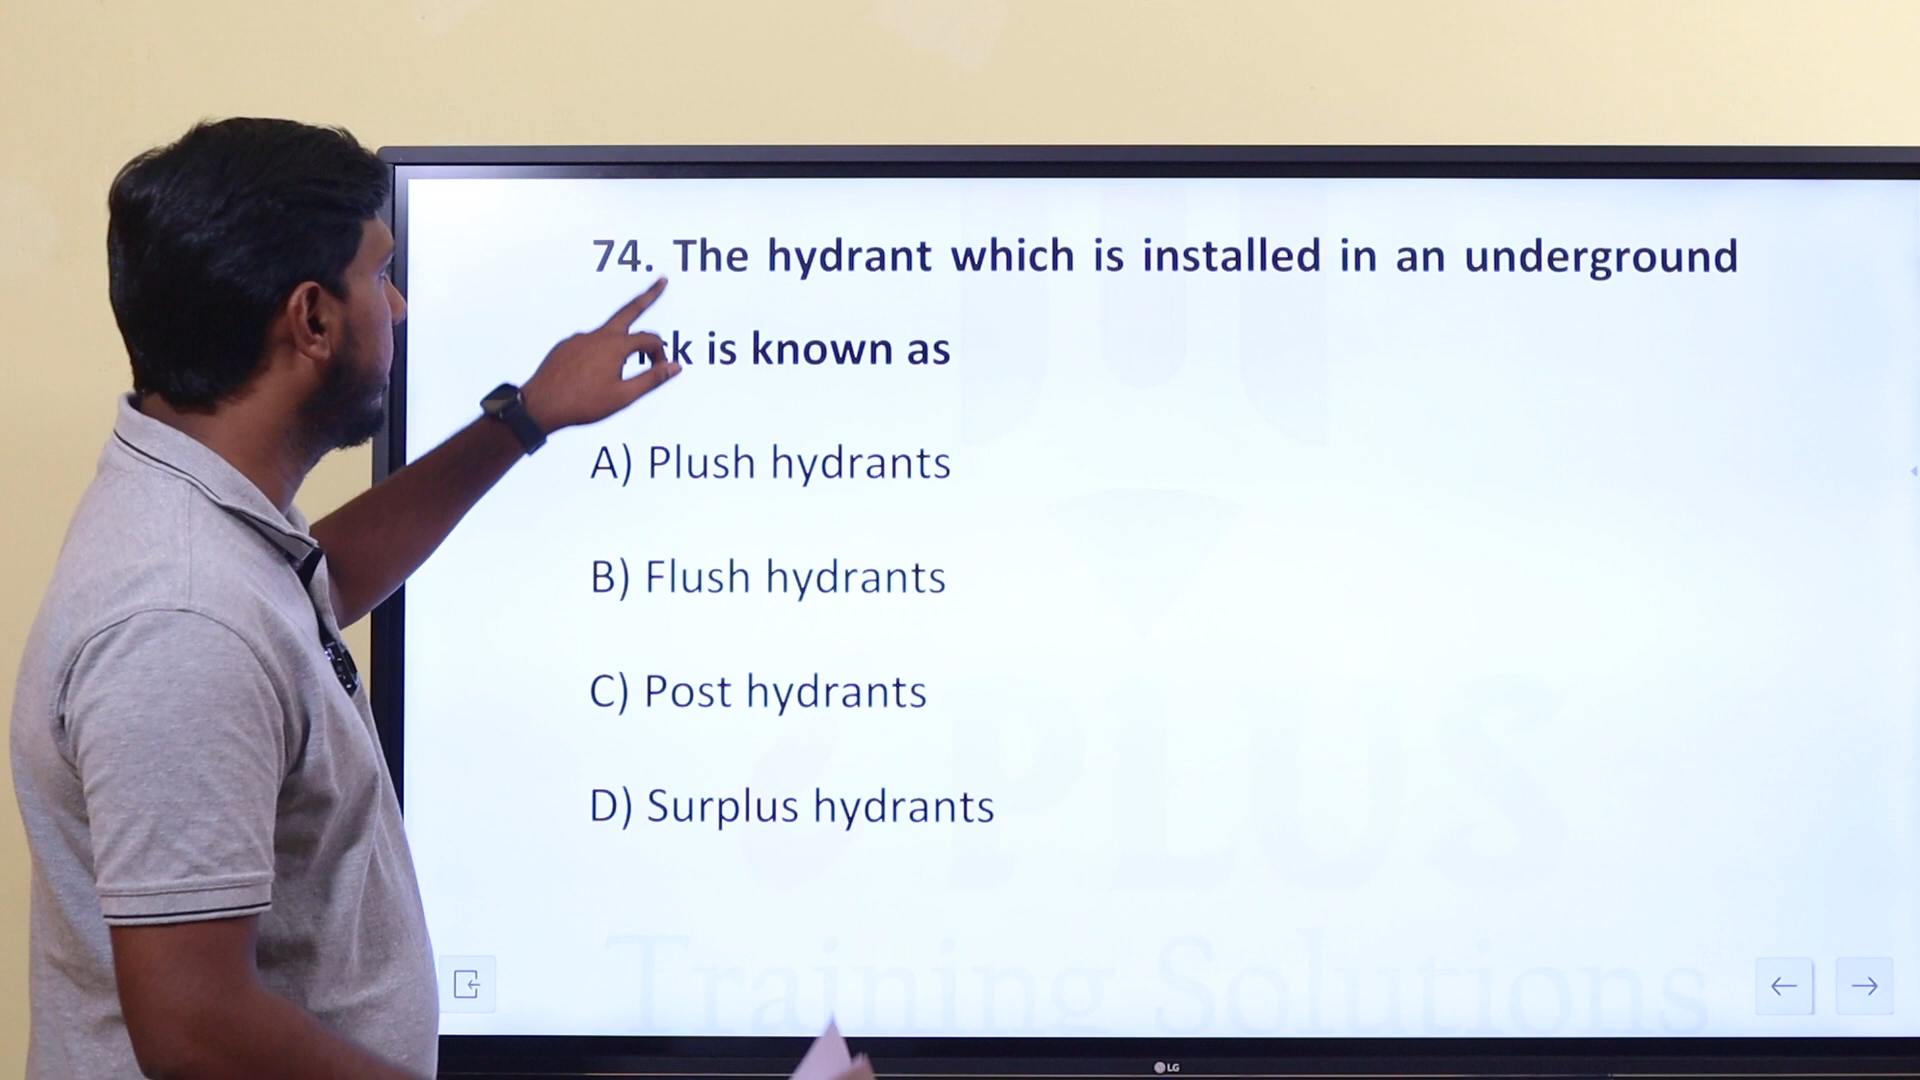 74. The hydrant which is installed in an underground
is known as
A) Plush hydrants
B) Flush hydrants
C) Post hydrants
D) Surplus hydrants
PLUS
Training Solutions
LG